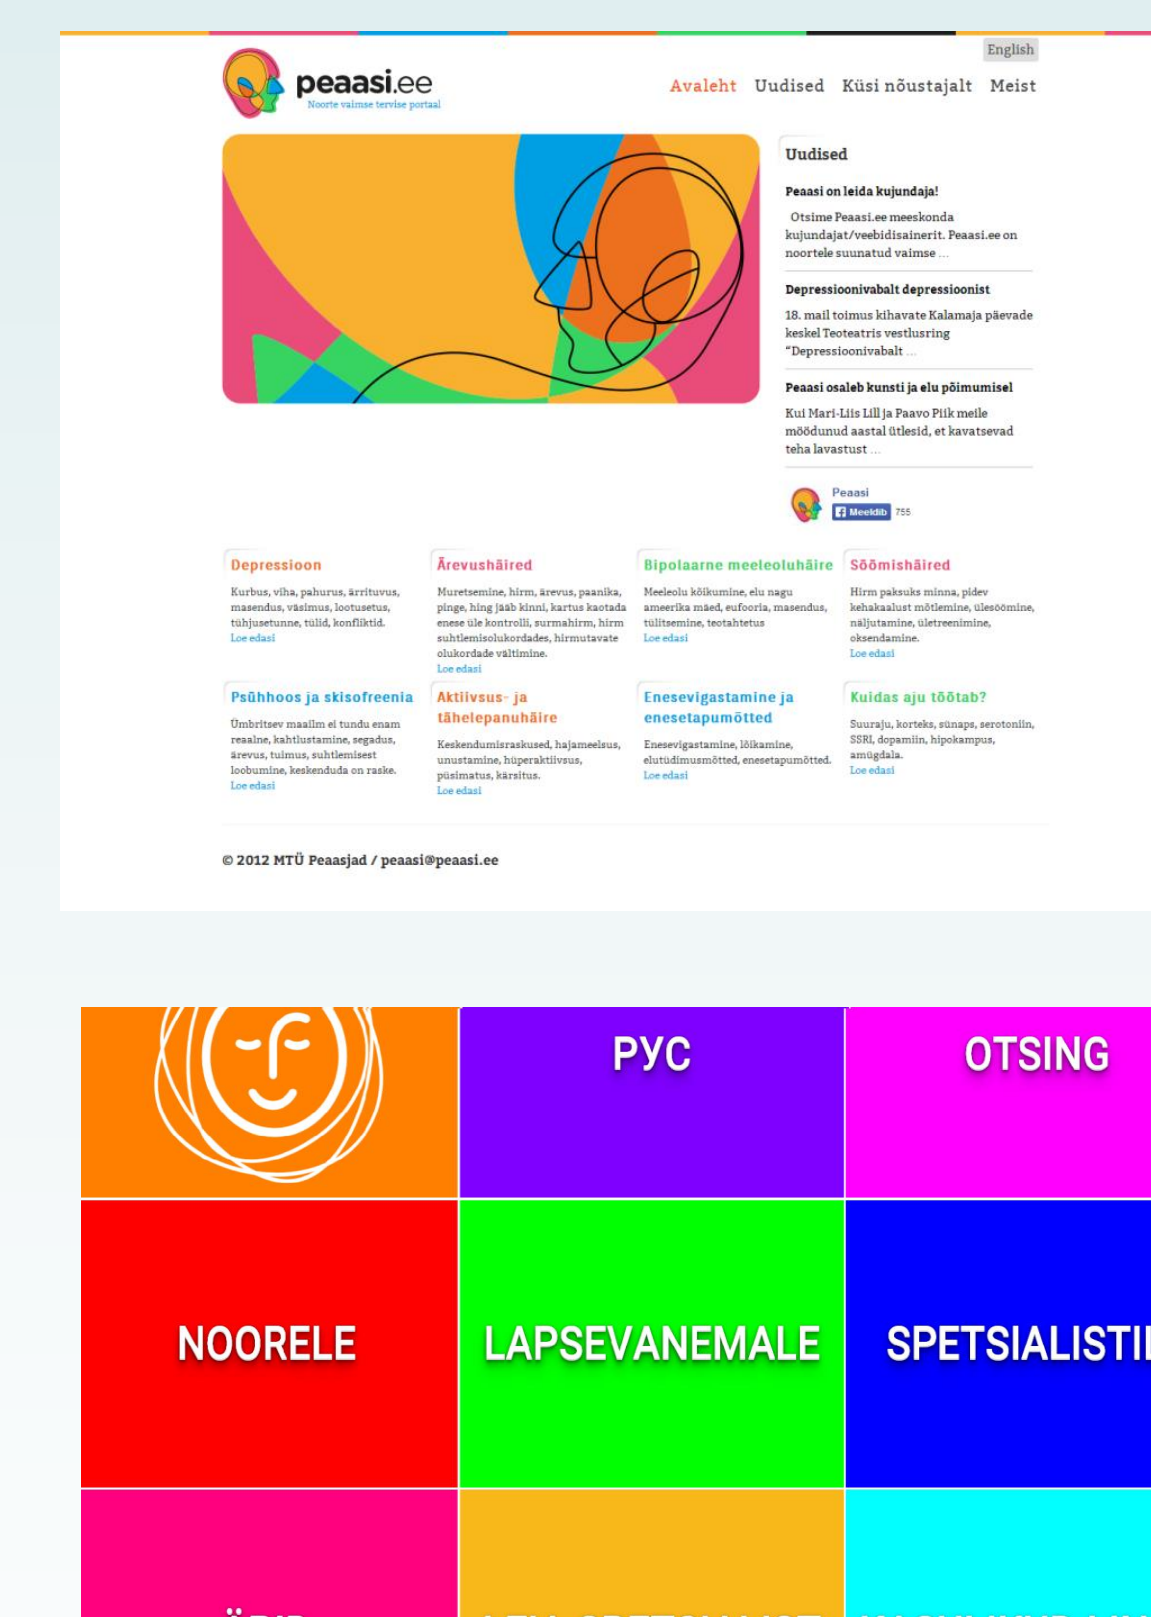 English
peaasi.ee
Noorte vaimse tervise portaal
Avaleht Uudised Küsi nõustajalt Meist
Uudised
Peaasi on leida kujundaja!
Otsime Peaasi.ee meeskonda
kujundajat/veebidisainerit. Peaasi.ee on
noortele suunatud vaimse ...
Depressioonivabalt depressioonist
18. mail toimus kihavate Kalamaja päevade
keskel Teoteatris vestlusring
“Depressioonivabalt ...
Peaasi osaleb kunsti ja elu põimumisel
Kui Mari-Liis Lill ja Paavo Piik meile
möödunud aastal ütlesid, et kavatsevad
teha lavastust ...
Peaasi
Meeldib 755
Depressioon
Kurbus, viha, pahurus, ärrituvus,
masendus, väsimus, lootusetus,
tühjusetunne, tülid, konfliktid.
Loe edasi
Ärevushäired
Muretsemine, hirm, ärevus, paanika,
pinge, hing jääb kinni, kartus kaotada
enese üle kontrolli, surmahirm, hirm
suhtlemisolukordades, hirmutavate
olukordade vältimine.
Loe edasi
Bipolaarne meeleoluhäire
Meeleolu kõikumine, elu nagu
ameerika mäed, eufooria, masendus,
tülitsemine, teotahtetus
Loe edasi
Söömishäired
Hirm paksuks minna, pidev
kehakaalust mõtlemine, ülesöömine,
näljutamine, ületreenimine,
oksendamine.
Loe edasi
Psühhoos ja skisofreenia
Ümbritsev maailm ei tundu enam
reaalne, kahtlustamine, segadus,
ärevus, tuimus, suhtlemisest
loobumine, keskenduda on raske.
Loe edasi
Aktiivsus- ja
tähelepanuhäire
Keskendumisraskused, hajameelsus,
unustamine, hüperaktiivsus,
püsimatus, kärsitus.
Loe edasi
Enesevigastamine ja
enesetapumõtted
Enesevigastamine, lõikamine,
elutüdimusmõtted, enesetapumõtted.
Loe edasi
Kuidas aju töötab?
Suuraju, korteks, sünaps, serotoniin,
SSRI, dopamiin, hipokampus,
amügdala.
Loe edasi
© 2012 MTÜ Peaasjad / peaasi@peaasi.ee
РУС
OTSING
NOORELE
LAPSEVANEMALE